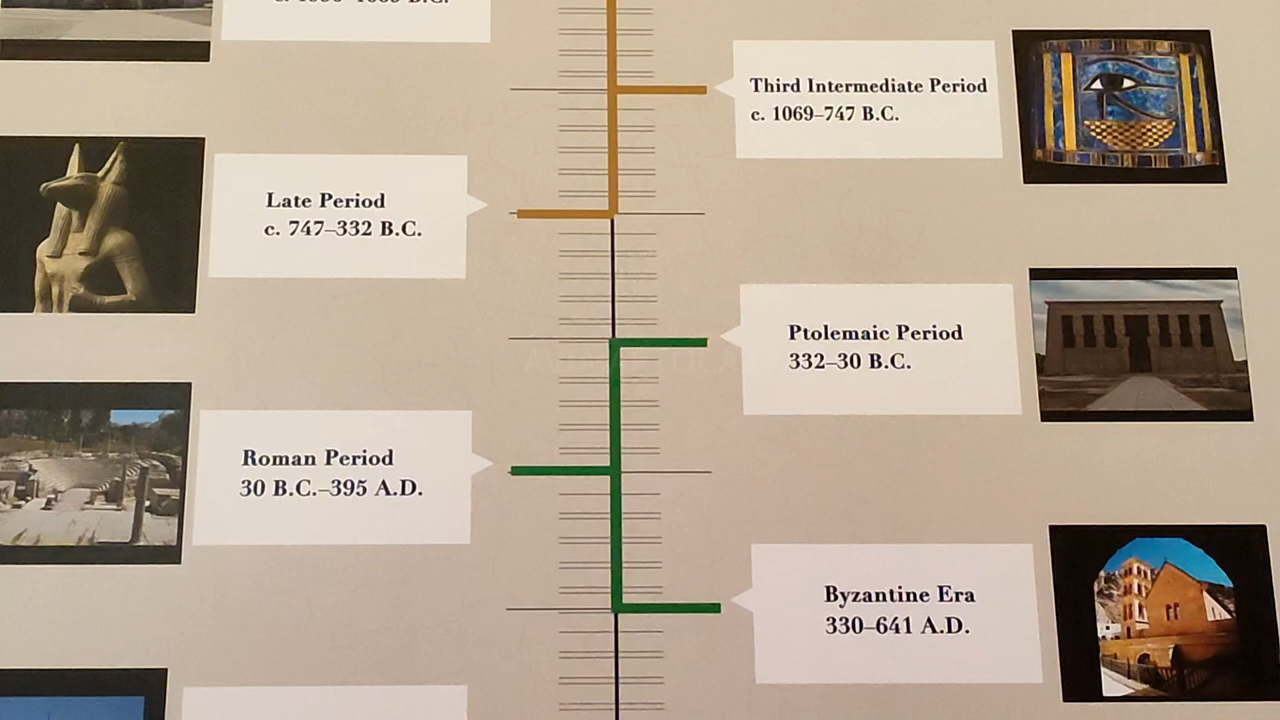 Third Intermediate Period
c. 1069–747 B.C.
Late Period
c. 747–332 B.C.
Ptolemaic Period
332–30 B.C.
Roman Period
30 B.C.–395 A.D.
Byzantine Era
330–641 A.D.